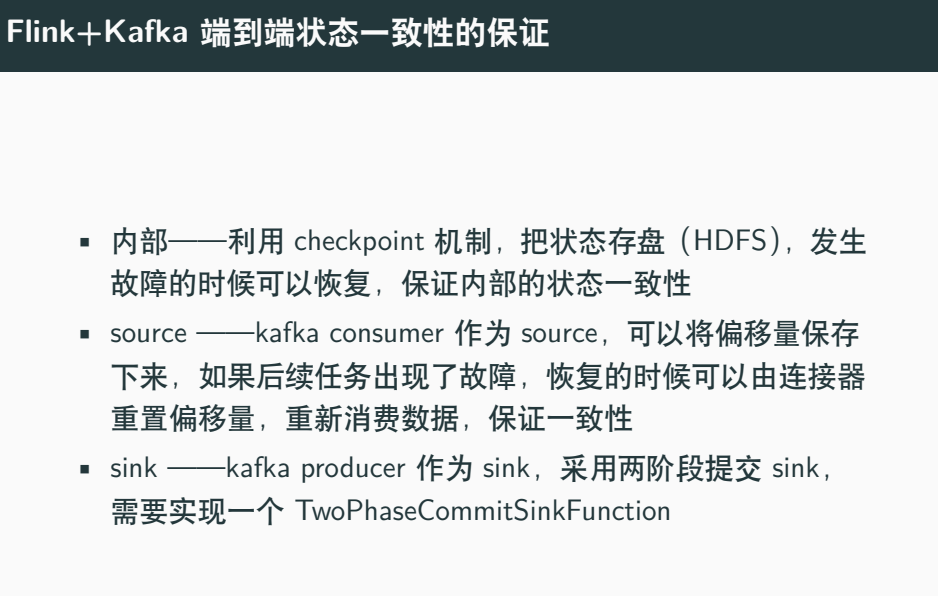 Flink+Kafka 端到端状态一致性的保证
▪ 内部——利用 checkpoint 机制，把状态存盘（HDFS），发生
故障的时候可以恢复，保证内部的状态一致性
▪ source ——kafka consumer 作为 source，可以将偏移量保存
下来，如果后续任务出现了故障，恢复的时候可以由连接器
重置偏移量，重新消费数据，保证一致性
▪ sink ——kafka producer 作为 sink，采用两阶段提交 sink，
需要实现一个 TwoPhaseCommitSinkFunction